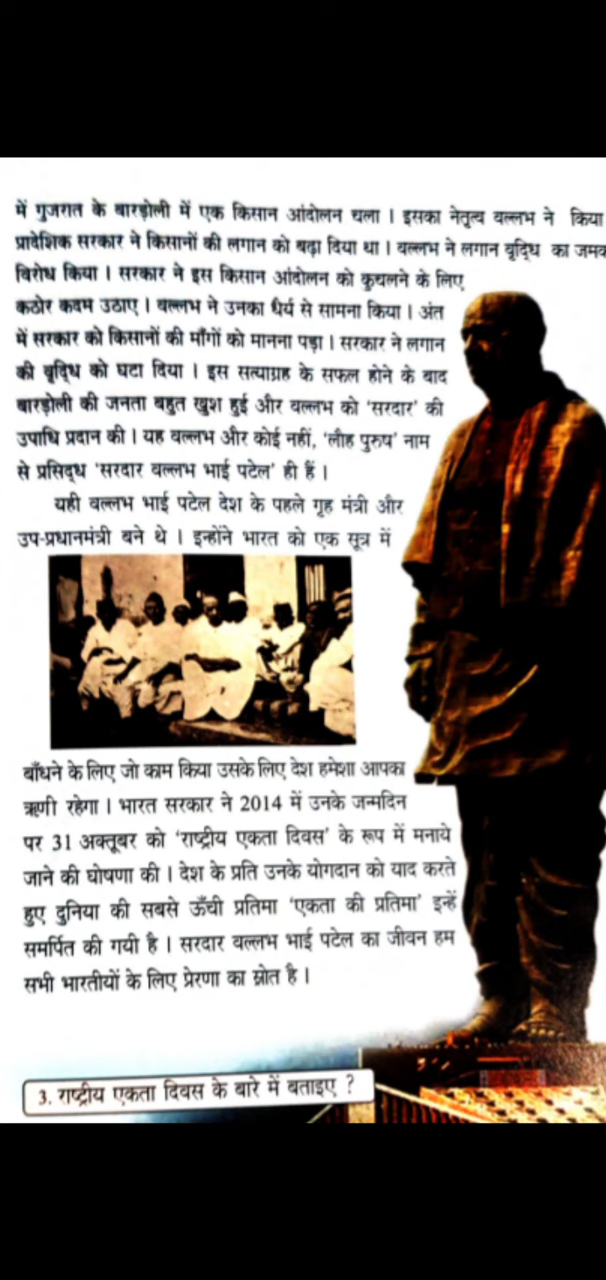 में गुजरात के बारडोली में एक किसान आंदोलन चला । इसका नेतृत्व वल्लभ ने किया
प्रादेशिक सरकार ने किसानों की लगान को बढ़ा दिया था । वल्लभ ने लगान वृद्धि का जमक
विरोध किया । सरकार ने इस किसान आंदोलन को कुचलने के लिए
कठोर कदम उठाए । वल्लभ ने उनका धैर्य से सामना किया । अंत
में सरकार को किसानों की माँगों को मानना पड़ा । सरकार ने लगान
की वृद्धि को घटा दिया । इस सत्याग्रह के सफल होने के बाद
बारडोली की जनता बहुत खुश हुई और वल्लभ को ‘सरदार’ की
उपाधि प्रदान की । यह वल्लभ और कोई नहीं, ‘लौह पुरुष’ नाम
से प्रसिद्ध ‘सरदार वल्लभ भाई पटेल’ ही हैं ।
यही वल्लभ भाई पटेल देश के पहले गृह मंत्री और
उप-प्रधानमंत्री बने थे । इन्होंने भारत को एक सूत्र में
बाँधने के लिए जो काम किया उसके लिए देश हमेशा आपका
ऋणी रहेगा । भारत सरकार ने 2014 में उनके जन्मदिन
पर 31 अक्तूबर को ‘राष्ट्रीय एकता दिवस’ के रूप में मनाये
जाने की घोषणा की । देश के प्रति उनके योगदान को याद करते
हुए दुनिया की सबसे ऊँची प्रतिमा ‘एकता की प्रतिमा’ इन्हें
समर्पित की गयी है । सरदार वल्लभ भाई पटेल का जीवन हम
सभी भारतीयों के लिए प्रेरणा का स्रोत है ।
3. राष्ट्रीय एकता दिवस के बारे में बताइए ?